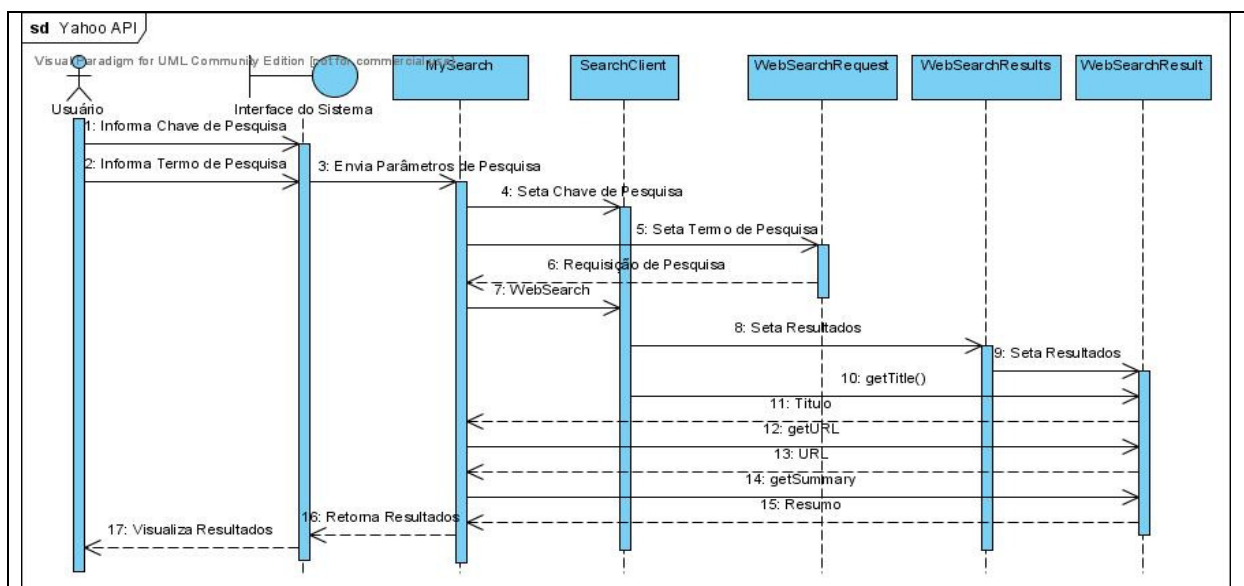 sd Yahoo API
Visual Paradigm for UML Community Edition [not for commercial use]
MySearch
SearchClient
WebSearchRequest
WebSearchResults
WebSearchResult
Usuário
Interface do Sistema
1: Informa Chave de Pesquisa
2: Informa Termo de Pesquisa
3: Envia Parâmetros de Pesquisa
4: Seta Chave de Pesquisa
5: Seta Termo de Pesquisa
6: Requisição de Pesquisa
7: WebSearch
8: Seta Resultados
9: Seta Resultados
10: getTitle()
11: Titulo
12: getURL
13: URL
14: getSummary
15: Resumo
16: Retorna Resultados
17: Visualiza Resultados